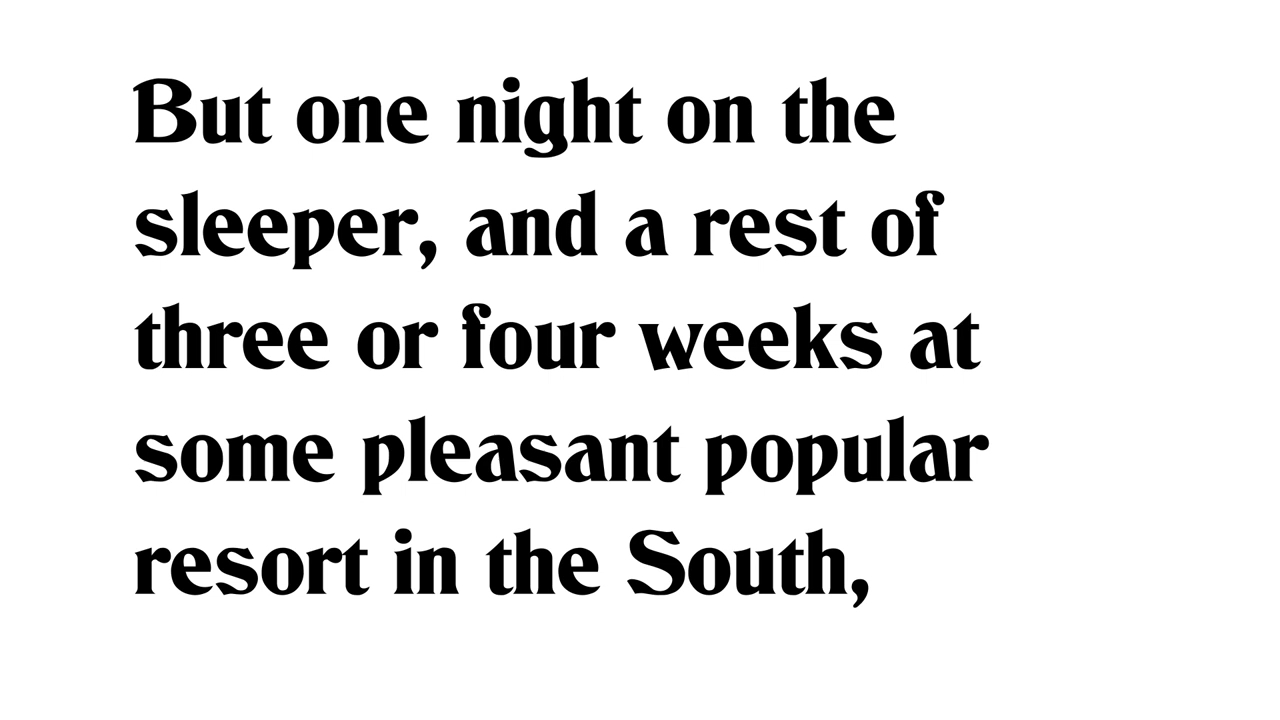 But one night on the
sleeper, and a rest of
three or four weeks at
some pleasant popular
resort in the South,